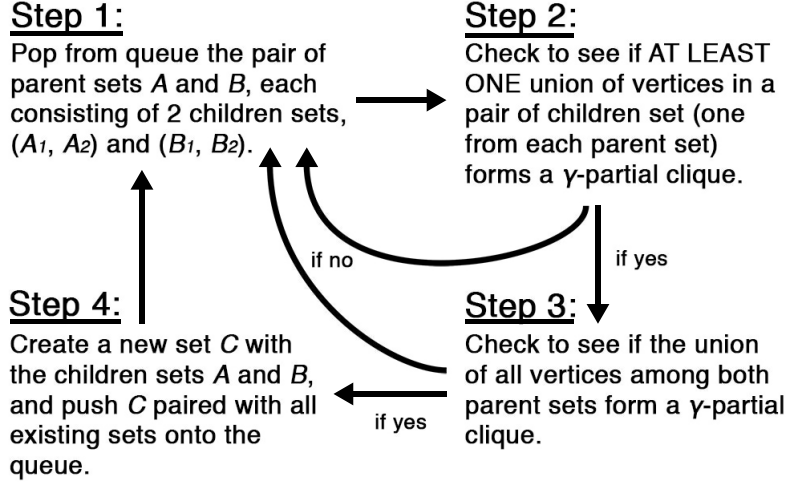 Step 1:
Pop from queue the pair of
parent sets A and B, each
consisting of 2 children sets,
(A1, A2) and (B1, B2).
Step 2:
Check to see if AT LEAST
ONE union of vertices in a
pair of children set (one
from each parent set)
forms a γ-partial clique.
if no
if yes
Step 3:
Check to see if the union
of all vertices among both
parent sets form a γ-partial
clique.
if yes
Step 4:
Create a new set C with
the children sets A and B,
and push C paired with all
existing sets onto the
queue.